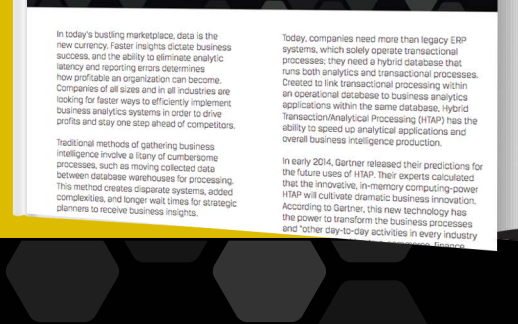 In today's bustling marketplace, data is the
new currency. Faster insights dictate business
success, and the ability to eliminate analytic
latency and reporting errors determines
how profitable an organization can become.
Companies of all sizes and in all industries are
looking for faster ways to efficiently implement
business analytics systems in order to drive
profits and stay one step ahead of competitors.
Traditional methods of gathering business
intelligence involve a litany of cumbersome
processes, such as moving collected data
between database warehouses for processing.
This method creates disparate systems, added
complexities, and longer wait times for strategic
planners to receive business insights.
Today, companies need more than legacy ERP
systems, which solely operate transactional
processes; they need a hybrid database that
runs both analytics and transactional processes.
Created to link transactional processing within
an operational database to business analytics
applications within the same database, Hybrid
Transaction/Analytical Processing (HTAP) has the
ability to speed up analytical applications and
overall business intelligence production.
In early 2014, Gartner released their predictions for
the future uses of HTAP. Their experts calculated
that the innovative, in-memory computing-power
HTAP will cultivate dramatic business innovation.
According to Gartner, this new technology has
the power to transform the business processes
and "other day-to-day activities in every industry
commerce, finance